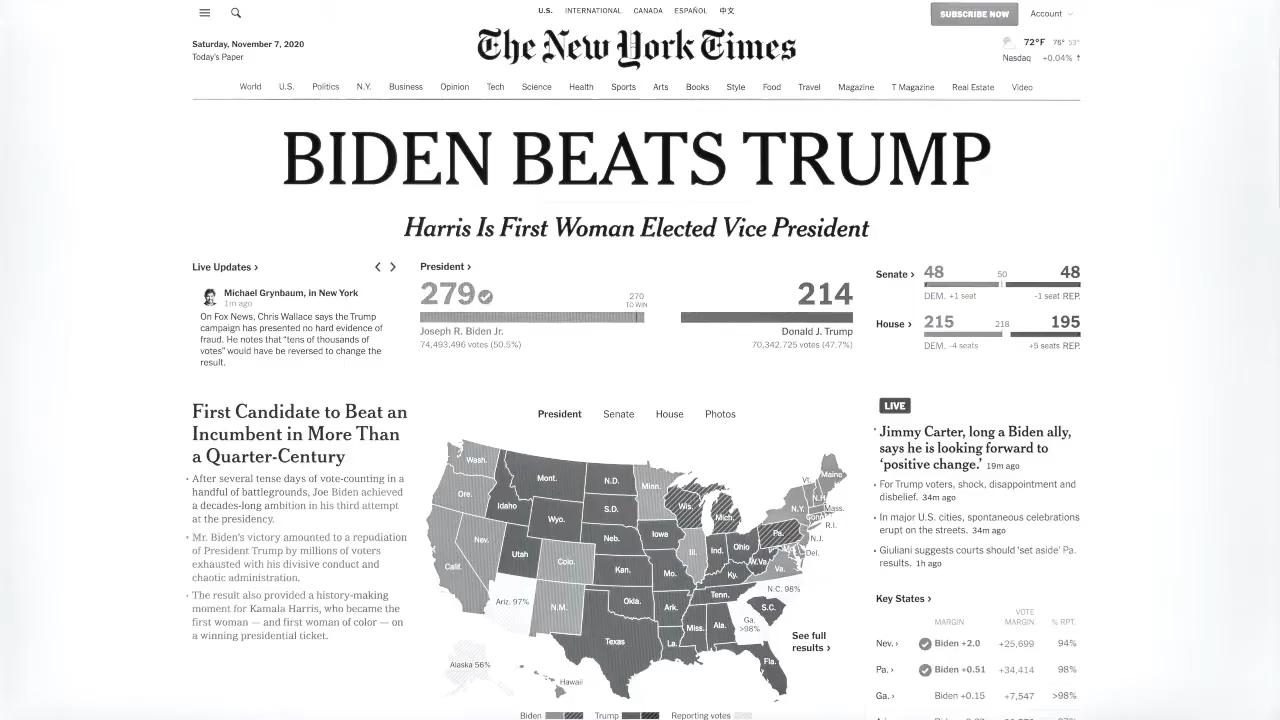 U.S. INTERNATIONAL CANADA ESPAÑOL 中文
SUBSCRIBE NOW
Account
Saturday, November 7, 2020
Today's Paper
The New York Times
72°F 76° 53°
Nasdaq +0.04% ↑
World U.S. Politics N.Y. Business Opinion Tech Science Health Sports Arts Books Style Food Travel Magazine T Magazine Real Estate Video
BIDEN BEATS TRUMP
Harris Is First Woman Elected Vice President
Live Updates ›
Michael Grynbaum, in New York
1m ago
On Fox News, Chris Wallace says the Trump
campaign has presented no hard evidence of
fraud. He notes that “tens of thousands of
votes” would have be reversed to change the
result.
President ›
279
270
TO WIN
214
Joseph R. Biden Jr.
Donald J. Trump
74,493,496 votes (50.5%)
70,342,725 votes (47.7%)
Senate ›
48 50 48
DEM. +1 seat -1 seat REP.
House ›
215 218 195
DEM. -4 seats +5 seats REP.
First Candidate to Beat an
Incumbent in More Than
a Quarter-Century
After several tense days of vote-counting in a
handful of battlegrounds, Joe Biden achieved
a decades-long ambition in his third attempt
at the presidency.
Mr. Biden's victory amounted to a repudiation
of President Trump by millions of voters
exhausted with his divisive conduct and
chaotic administration.
The result also provided a history-making
moment for Kamala Harris, who became the
first woman — and first woman of color — on
a winning presidential ticket.
President Senate House Photos
Wash.
Ore.
Calif.
Nev.
Idaho
Mont.
Wyo.
Utah
Colo.
Ariz. 97%
N.M.
N.D.
S.D.
Neb.
Kan.
Okla.
Texas
Minn.
Iowa
Mo.
Ark.
La.
Wis.
Ill.
Mich.
Ind.
Ohio
Ky.
Tenn.
Miss.
Ala.
Ga.
>98%
Fla.
S.C.
N.C. 98%
Va.
W.Va
Pa.
N.Y.
Vt.
N.H.
Maine
Mass.
Conn.
R.I.
N.J.
Del.
Alaska 56%
Hawaii
See full
results ›
Biden Trump Reporting votes
LIVE
Jimmy Carter, long a Biden ally,
says he is looking forward to
‘positive change.’ 19m ago
For Trump voters, shock, disappointment and
disbelief. 34m ago
In major U.S. cities, spontaneous celebrations
erupt on the streets. 34m ago
Giuliani suggests courts should ‘set aside’ Pa.
results. 1h ago
Key States ›
MARGIN VOTE MARGIN % RPT.
Nev. › Biden +2.0 +25,699 94%
Pa. › Biden +0.51 +34,414 98%
Ga. › Biden +0.15 +7,547 >98%